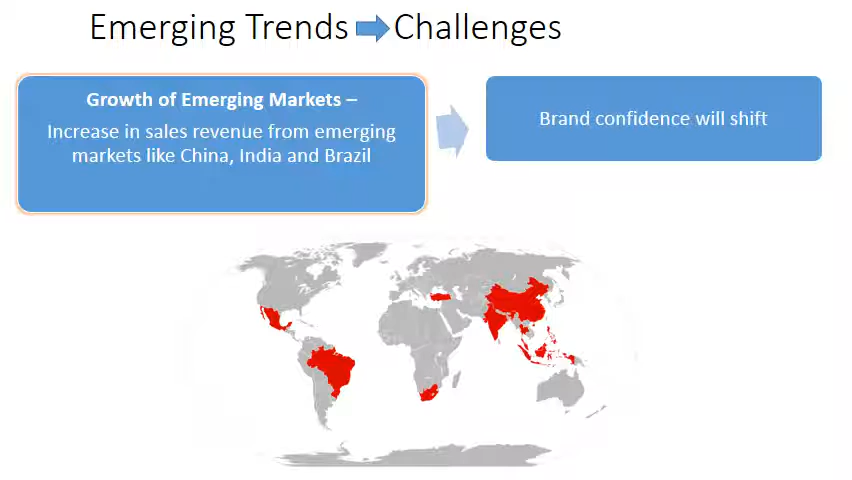 Emerging Trends Challenges
Growth of Emerging Markets –
Increase in sales revenue from emerging
markets like China, India and Brazil
Brand confidence will shift